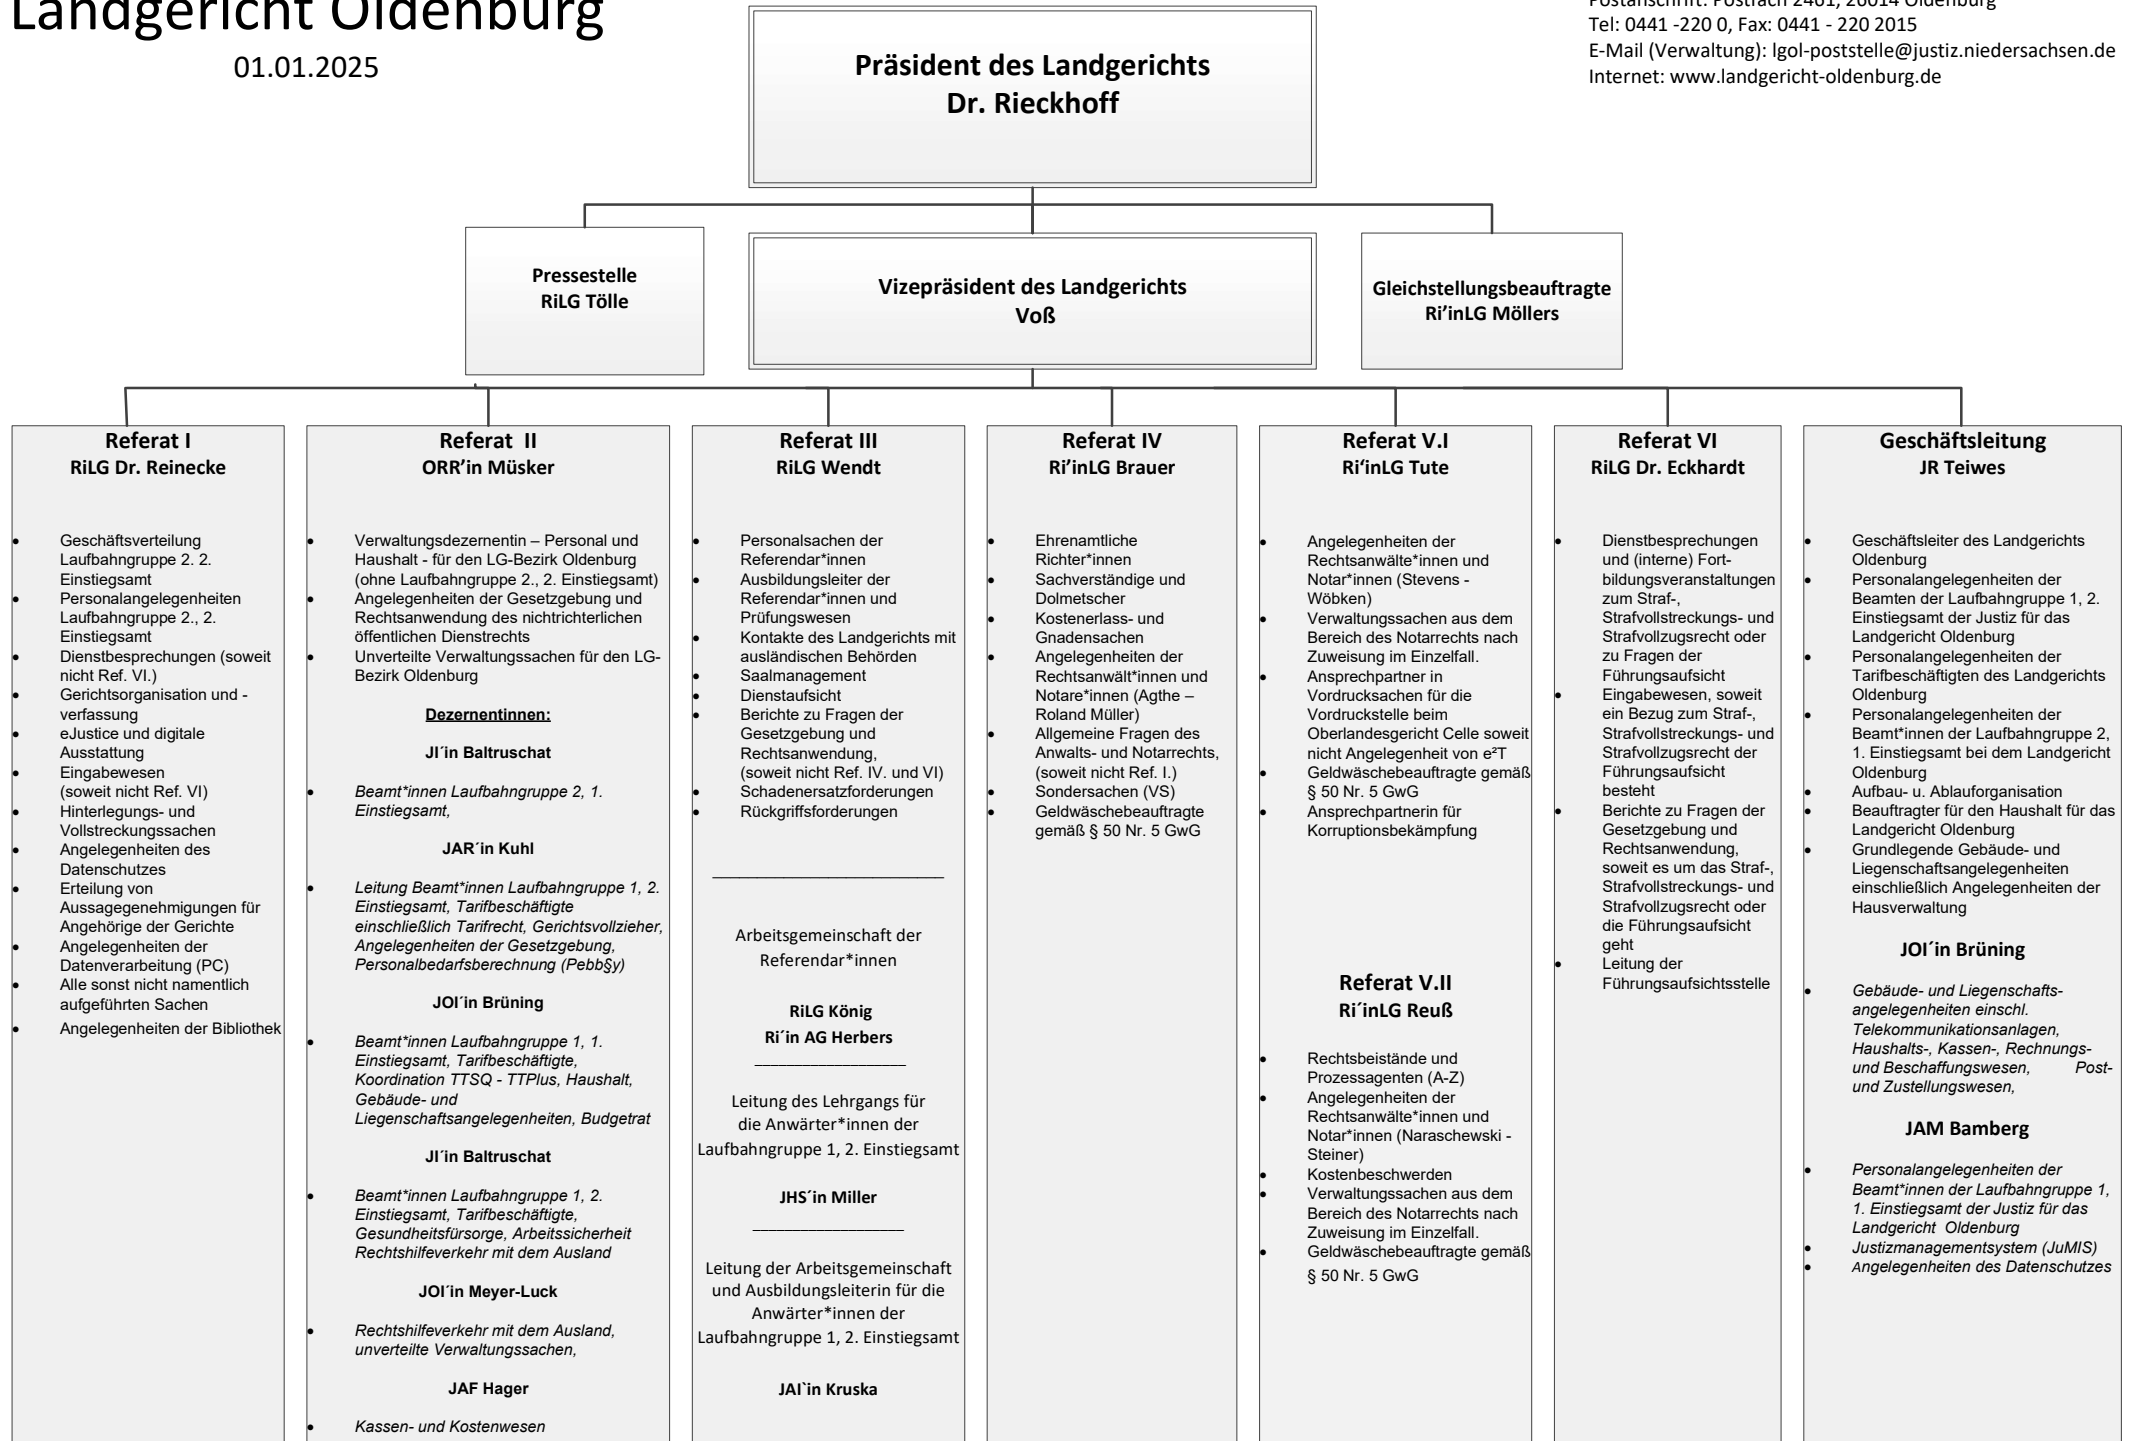 Landgericht Oldenburg
01.01.2025
Postanschrift: Postfach 2461, 26014 Oldenburg
Tel: 0441 -220 0, Fax: 0441 - 220 2015
E-Mail (Verwaltung): lgol-poststelle@justiz.niedersachsen.de
Internet: www.landgericht-oldenburg.de
Präsident des Landgerichts
Dr. Rieckhoff
Pressestelle
RiLG Tölle
Vizepräsident des Landgerichts
Voß
Gleichstellungsbeauftragte
Ri’inLG Möllers
Referat I
RiLG Dr. Reinecke
• Geschäftsverteilung
Laufbahngruppe 2. 2.
Einstiegsamt
• Personalangelegenheiten
Laufbahngruppe 2., 2.
Einstiegsamt
• Dienstbesprechungen (soweit
nicht Ref. VI.)
• Gerichtsorganisation und -
verfassung
• eJustice und digitale
Ausstattung
• Eingabewesen
(soweit nicht Ref. VI)
• Hinterlegungs- und
Vollstreckungssachen
• Angelegenheiten des
Datenschutzes
• Erteilung von
Aussagegenehmigungen für
Angehörige der Gerichte
• Angelegenheiten der
Datenverarbeitung (PC)
• Alle sonst nicht namentlich
aufgeführten Sachen
• Angelegenheiten der Bibliothek
Referat II
ORR’in Müsker
• Verwaltungsdezernentin – Personal und
Haushalt - für den LG-Bezirk Oldenburg
(ohne Laufbahngruppe 2., 2. Einstiegsamt)
• Angelegenheiten der Gesetzgebung und
Rechtsanwendung des nichtrichterlichen
öffentlichen Dienstrechts
• Unverteilte Verwaltungssachen für den LG-
Bezirk Oldenburg
Dezernentinnen:
JI´in Baltruschat
• Beamt*innen Laufbahngruppe 2, 1.
Einstiegsamt,
JAR´in Kuhl
• Leitung Beamt*innen Laufbahngruppe 1, 2.
Einstiegsamt, Tarifbeschäftigte
einschließlich Tarifrecht, Gerichtsvollzieher,
Angelegenheiten der Gesetzgebung,
Personalbedarfsberechnung (Pebb§y)
JOI´in Brüning
• Beamt*innen Laufbahngruppe 1, 1.
Einstiegsamt, Tarifbeschäftigte,
Koordination TTSQ - TTPlus, Haushalt,
Gebäude- und
Liegenschaftsangelegenheiten, Budgetrat
JI´in Baltruschat
• Beamt*innen Laufbahngruppe 1, 2.
Einstiegsamt, Tarifbeschäftigte,
Gesundheitsfürsorge, Arbeitssicherheit
Rechtshilfeverkehr mit dem Ausland
JOI´in Meyer-Luck
• Rechtshilfeverkehr mit dem Ausland,
unverteilte Verwaltungssachen,
JAF Hager
• Kassen- und Kostenwesen
Referat III
RiLG Wendt
• Personalsachen der
Referendar*innen
• Ausbildungsleiter der
Referendar*innen und
Prüfungswesen
• Kontakte des Landgerichts mit
ausländischen Behörden
• Saalmanagement
• Dienstaufsicht
• Berichte zu Fragen der
Gesetzgebung und
Rechtsanwendung,
(soweit nicht Ref. IV. und VI)
• Schadenersatzforderungen
• Rückgriffsforderungen
Arbeitsgemeinschaft der
Referendar*innen
RiLG König
Ri´in AG Herbers
Leitung des Lehrgangs für
die Anwärter*innen der
Laufbahngruppe 1, 2. Einstiegsamt
JHS´in Miller
Leitung der Arbeitsgemeinschaft
und Ausbildungsleiterin für die
Anwärter*innen der
Laufbahngruppe 1, 2. Einstiegsamt
JAI`in Kruska
Referat IV
Ri’inLG Brauer
• Ehrenamtliche
Richter*innen
• Sachverständige und
Dolmetscher
• Kostenerlass- und
Gnadensachen
• Angelegenheiten der
Rechtsanwält*innen und
Notare*innen (Agthe –
Roland Müller)
• Allgemeine Fragen des
Anwalts- und Notarrechts,
(soweit nicht Ref. I.)
• Sondersachen (VS)
• Geldwäschebeauftragte
gemäß § 50 Nr. 5 GwG
Referat V.I
Ri‘inLG Tute
• Angelegenheiten der
Rechtsanwälte*innen und
Notar*innen (Stevens -
Wöbken)
• Verwaltungssachen aus dem
Bereich des Notarrechts nach
Zuweisung im Einzelfall.
• Ansprechpartner in
Vordrucksachen für die
Vordruckstelle beim
Oberlandesgericht Celle soweit
nicht Angelegenheit von e²T
• Geldwäschebeauftragte gemäß
§ 50 Nr. 5 GwG
• Ansprechpartnerin für
Korruptionsbekämpfung
Referat V.II
Ri´inLG Reuß
• Rechtsbeistände und
Prozessagenten (A-Z)
• Angelegenheiten der
Rechtsanwälte*innen und
Notar*innen (Naraschewski -
Steiner)
• Kostenbeschwerden
• Verwaltungssachen aus dem
Bereich des Notarrechts nach
Zuweisung im Einzelfall.
• Geldwäschebeauftragte gemäß
§ 50 Nr. 5 GwG
Referat VI
RiLG Dr. Eckhardt
• Dienstbesprechungen
und (interne) Fort-
bildungsveranstaltungen
zum Straf-,
Strafvollstreckungs- und
Strafvollzugsrecht oder
zu Fragen der
Führungsaufsicht
• Eingabewesen, soweit
ein Bezug zum Straf-,
Strafvollstreckungs- und
Strafvollzugsrecht der
Führungsaufsicht
besteht
• Berichte zu Fragen der
Gesetzgebung und
Rechtsanwendung,
soweit es um das Straf-,
Strafvollstreckungs- und
Strafvollzugsrecht oder
die Führungsaufsicht
geht
• Leitung der
Führungsaufsichtsstelle
Geschäftsleitung
JR Teiwes
• Geschäftsleiter des Landgerichts
Oldenburg
• Personalangelegenheiten der
Beamten der Laufbahngruppe 1, 2.
Einstiegsamt der Justiz für das
Landgericht Oldenburg
• Personalangelegenheiten der
Tarifbeschäftigten des Landgerichts
Oldenburg
• Personalangelegenheiten der
Beamt*innen der Laufbahngruppe 2,
1. Einstiegsamt bei dem Landgericht
Oldenburg
• Aufbau- u. Ablauforganisation
• Beauftragter für den Haushalt für das
Landgericht Oldenburg
• Grundlegende Gebäude- und
Liegenschaftsangelegenheiten
einschließlich Angelegenheiten der
Hausverwaltung
JOI´in Brüning
• Gebäude- und Liegenschafts-
angelegenheiten einschl.
Telekommunikationsanlagen,
Haushalts-, Kassen-, Rechnungs-
und Beschaffungswesen, Post-
und Zustellungswesen,
JAM Bamberg
• Personalangelegenheiten der
Beamt*innen der Laufbahngruppe 1,
1. Einstiegsamt der Justiz für das
Landgericht Oldenburg
• Justizmanagementsystem (JuMIS)
• Angelegenheiten des Datenschutzes